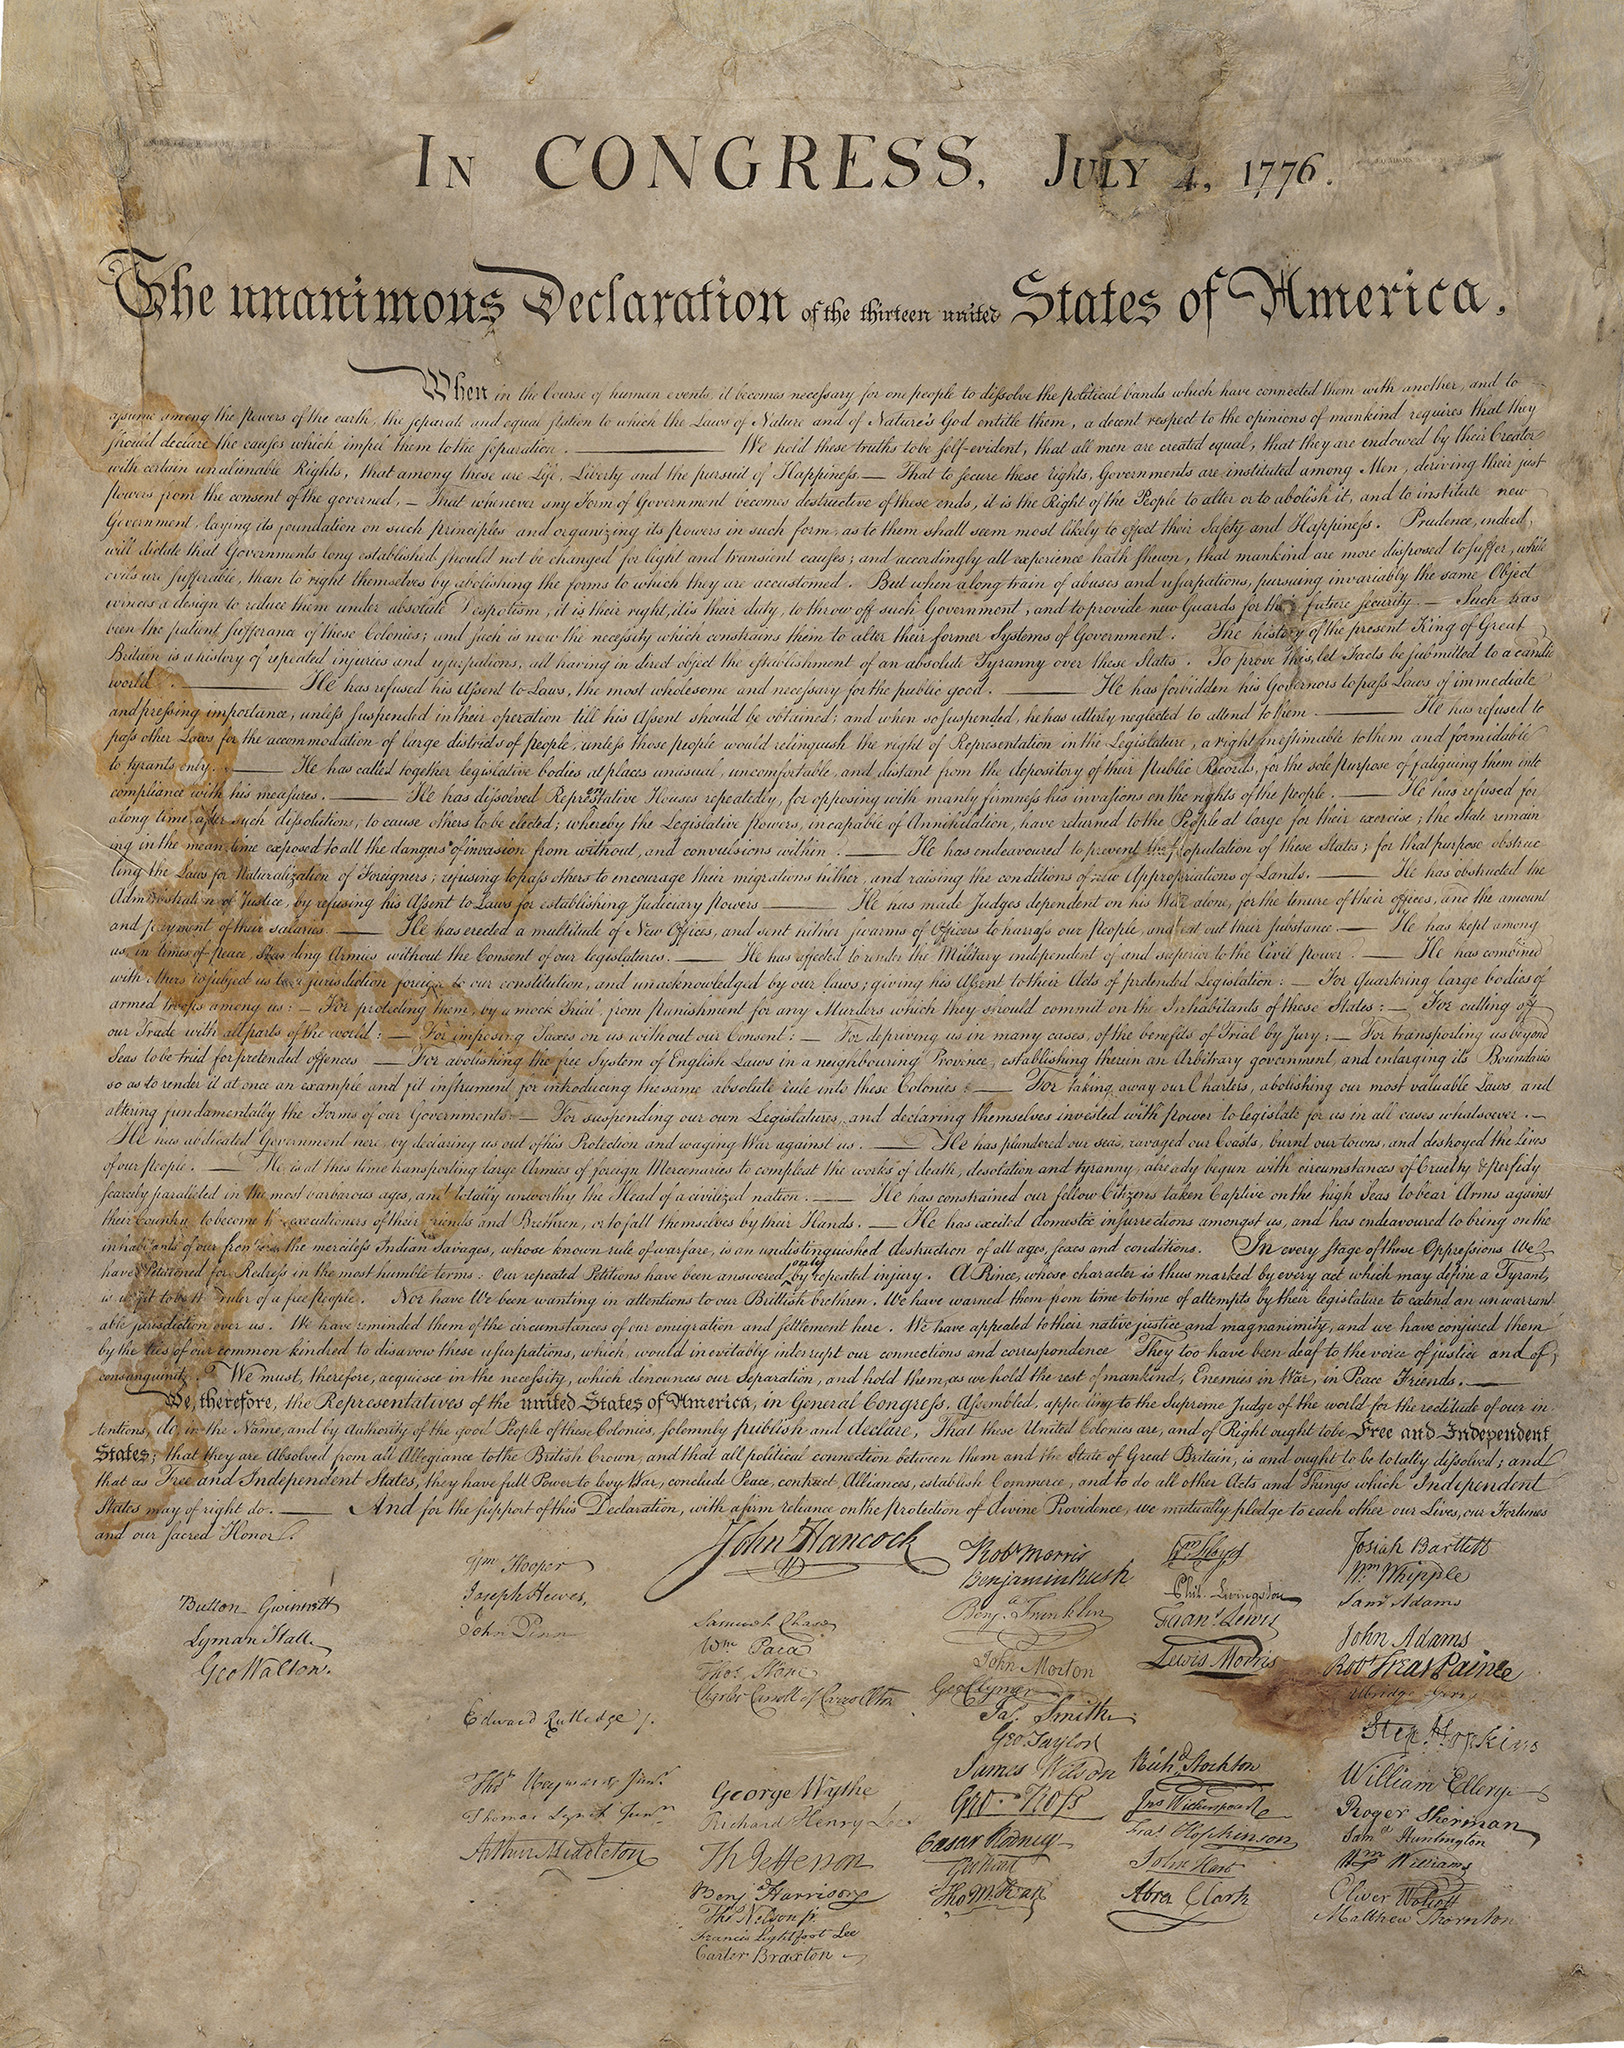 IN CONGRESS, JULY 4, 1776.
The unanimous Declaration of the thirteen united States of America,
When in the Course of human events, it becomes necessary for one people to dissolve the political bands which have connected them with another, and to
assume among the powers of the earth, the separate and equal station to which the Laws of Nature and of Nature's God entitle them, a decent respect to the opinions of mankind requires that they
should declare the causes which impel them to the separation. ——— We hold these truths to be self-evident, that all men are created equal, that they are endowed by their Creator
with certain unalienable Rights, that among these are Life, Liberty and the pursuit of Happiness. — That to secure these rights, Governments are instituted among Men, deriving their just
powers from the consent of the governed, — That whenever any Form of Government becomes destructive of these ends, it is the Right of the People to alter or to abolish it, and to institute new
Government, laying its foundation on such principles and organizing its powers in such form, as to them shall seem most likely to effect their Safety and Happiness. Prudence, indeed,
will dictate that Governments long established should not be changed for light and transient causes; and accordingly all experience hath shewn, that mankind are more disposed to suffer, while
evils are sufferable, than to right themselves by abolishing the forms to which they are accustomed. But when a long train of abuses and usurpations, pursuing invariably the same Object
evinces a design to reduce them under absolute Despotism, it is their right, it is their duty, to throw off such Government, and to provide new Guards for their future security. — Such has
been the patient sufferance of these Colonies; and such is now the necessity which constrains them to alter their former Systems of Government. The history of the present King of Great
Britain is a history of repeated injuries and usurpations, all having in direct object the establishment of an absolute Tyranny over these States. To prove this, let Facts be submitted to a candid
world. ——— He has refused his Assent to Laws, the most wholesome and necessary for the public good. ——— He has forbidden his Governors to pass Laws of immediate
and pressing importance, unless suspended in their operation till his Assent should be obtained; and when so suspended, he has utterly neglected to attend to them. ——— He has refused to
pass other Laws for the accommodation of large districts of people, unless those people would relinquish the right of Representation in the Legislature, a right inestimable to them and formidable
to tyrants only. ——— He has called together legislative bodies at places unusual, uncomfortable, and distant from the depository of their Public Records, for the sole purpose of fatiguing them into
compliance with his measures. ——— He has dissolved Representative Houses repeatedly, for opposing with manly firmness his invasions on the rights of the people. ——— He has refused for
a long time, after such dissolutions, to cause others to be elected; whereby the Legislative powers, incapable of Annihilation, have returned to the People at large for their exercise; the State remain
ing in the mean time exposed to all the dangers of invasion from without, and convulsions within. ——— He has endeavoured to prevent the population of these States; for that purpose obstruc
ting the Laws for Naturalization of Foreigners; refusing to pass others to encourage their migrations hither, and raising the conditions of new Appropriations of Lands. ——— He has obstructed the
Administration of Justice, by refusing his Assent to Laws for establishing Judiciary powers ——— He has made Judges dependent on his Will alone, for the tenure of their offices, and the amount
and payment of their salaries. ——— He has erected a multitude of New Offices, and sent hither swarms of Officers to harrass our People, and eat out their substance. — He has kept among
us, in times of peace, Standing Armies without the Consent of our legislatures. ——— He has affected to render the Military independent of and superior to the Civil power. — He has combined
with others to subject us to a jurisdiction foreign to our constitution, and unacknowledged by our laws; giving his Assent to their Acts of pretended Legislation: — For Quartering large bodies of
armed troops among us: — For protecting them, by a mock Trial, from punishment for any Murders which they should commit on the Inhabitants of these States: — For cutting off
our Trade with all parts of the world: — For imposing Taxes on us without our Consent: — For depriving us in many cases, of the benefits of Trial by Jury: — For transporting us beyond
Seas to be tried for pretended offences — For abolishing the free System of English Laws in a neighbouring Province, establishing therein an Arbitrary government, and enlarging its Boundaries
so as to render it at once an example and fit instrument for introducing the same absolute rule into these Colonies: — For taking away our Charters, abolishing our most valuable Laws, and
altering fundamentally the Forms of our Governments: — For suspending our own Legislatures, and declaring themselves invested with power to legislate for us in all cases whatsoever. —
He has abdicated Government here, by declaring us out of his Protection and waging War against us. ——— He has plundered our seas, ravaged our Coasts, burnt our towns, and destroyed the Lives
of our people. ——— He is at this time transporting large Armies of foreign Mercenaries to compleat the works of death, desolation and tyranny, already begun with circumstances of Cruelty & perfidy
scarcely paralleled in the most barbarous ages, and totally unworthy the Head of a civilized nation. ——— He has constrained our fellow Citizens taken Captive on the high Seas to bear Arms against
their Country, to become the executioners of their friends and Brethren, or to fall themselves by their Hands. — He has excited domestic insurrections amongst us, and has endeavoured to bring on the
inhabitants of our frontiers, the merciless Indian Savages, whose known rule of warfare, is an undistinguished destruction of all ages, sexes and conditions. In every stage of these Oppressions We
have Petitioned for Redress in the most humble terms: Our repeated Petitions have been answered only by repeated injury. A Prince, whose character is thus marked by every act which may define a Tyrant,
is unfit to be the ruler of a free people. Nor have We been wanting in attentions to our Brittish brethren. We have warned them from time to time of attempts by their legislature to extend an unwarrant
able jurisdiction over us. We have reminded them of the circumstances of our emigration and settlement here. We have appealed to their native justice and magnanimity, and we have conjured them
by the ties of our common kindred to disavow these usurpations, which, would inevitably interrupt our connections and correspondence They too have been deaf to the voice of justice and of
consanguinity. We must, therefore, acquiesce in the necessity, which denounces our Separation, and hold them, as we hold the rest of mankind, Enemies in War, in Peace Friends. ———
We, therefore, the Representatives of the united States of America, in General Congress, Assembled, appealing to the Supreme Judge of the world for the rectitude of our in
tentions, do, in the Name, and by Authority of the good People of these Colonies, solemnly publish and declare, That these United Colonies are, and of Right ought to be Free and Independent
States; that they are Absolved from all Allegiance to the British Crown, and that all political connection between them and the State of Great Britain, is and ought to be totally dissolved; and
that as Free and Independent States, they have full Power to levy War, conclude Peace, contract Alliances, establish Commerce, and to do all other Acts and Things which Independent
States may of right do. ——— And for the support of this Declaration, with a firm reliance on the protection of divine Providence, we mutually pledge to each other our Lives, our Fortunes
and our sacred Honor.
John Hancock
Button Gwinnett
Lyman Hall
Geo Walton.
Wm Hooper
Joseph Hewes,
John Penn
Edward Rutledge /.
Thos Heyward Junr.
Thomas Lynch Junr.
Arthur Middleton
Samuel Chase
Wm Paca
Thos Stone
Charles Carroll of Carrollton
George Wythe
Richard Henry Lee
Th Jefferson
Benj Harrison
Thos Nelson jr.
Francis Lightfoot Lee
Carter Braxton
Robt Morris
Benjamin Rush
Benj. Franklin
John Morton
Geo Clymer
Jas. Smith
Geo. Taylor
James Wilson
Geo. Ross
Caesar Rodney
Geo Read
Tho M:Kean
Wm Floyd
Phil. Livingston
Frans. Lewis
Lewis Morris
Richd. Stockton
Jno Witherspoon
Fras. Hopkinson
John Hart
Abra Clark
Josiah Bartlett
Wm Whipple
Saml Adams
John Adams
Robt Treat Paine
Elbridge Gerry
Step. Hopkins
William Ellery
Roger Sherman
Saml Huntington
Wm Williams
Oliver Wolcott
Matthew Thornton